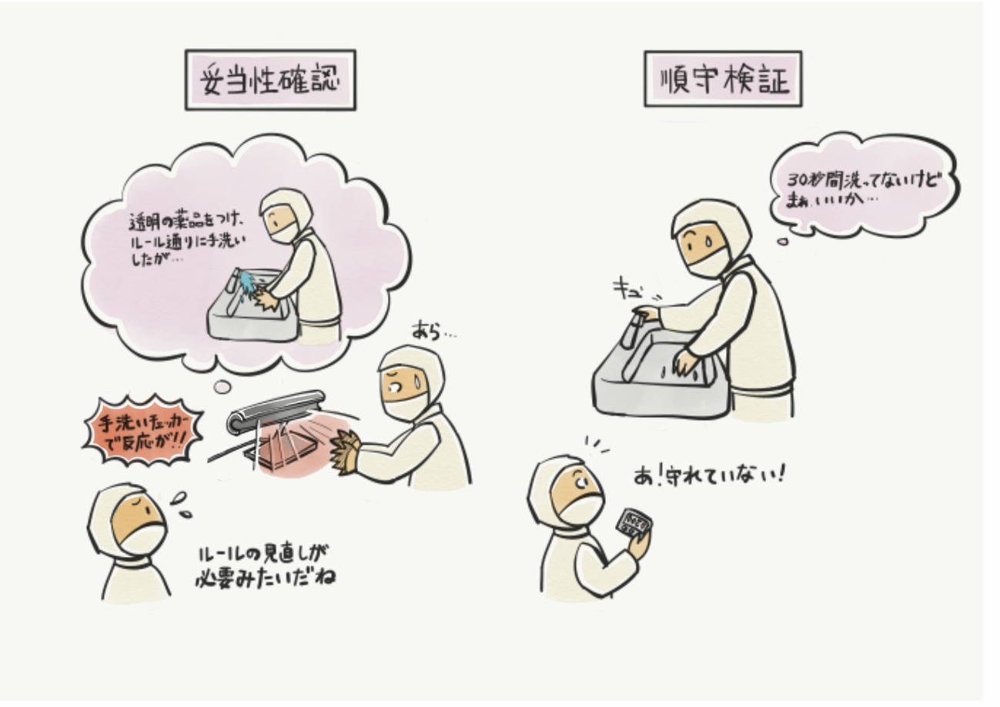 妥当性確認
透明の薬品をつけ、
ルール通りに手洗い
したが…
あら…
手洗いチェッカー
で反応が!!
ルールの見直しが
必要みたいだね
順守検証
30秒間洗ってないけど
まぁ、いいか…
キュッ
あ!守れていない!